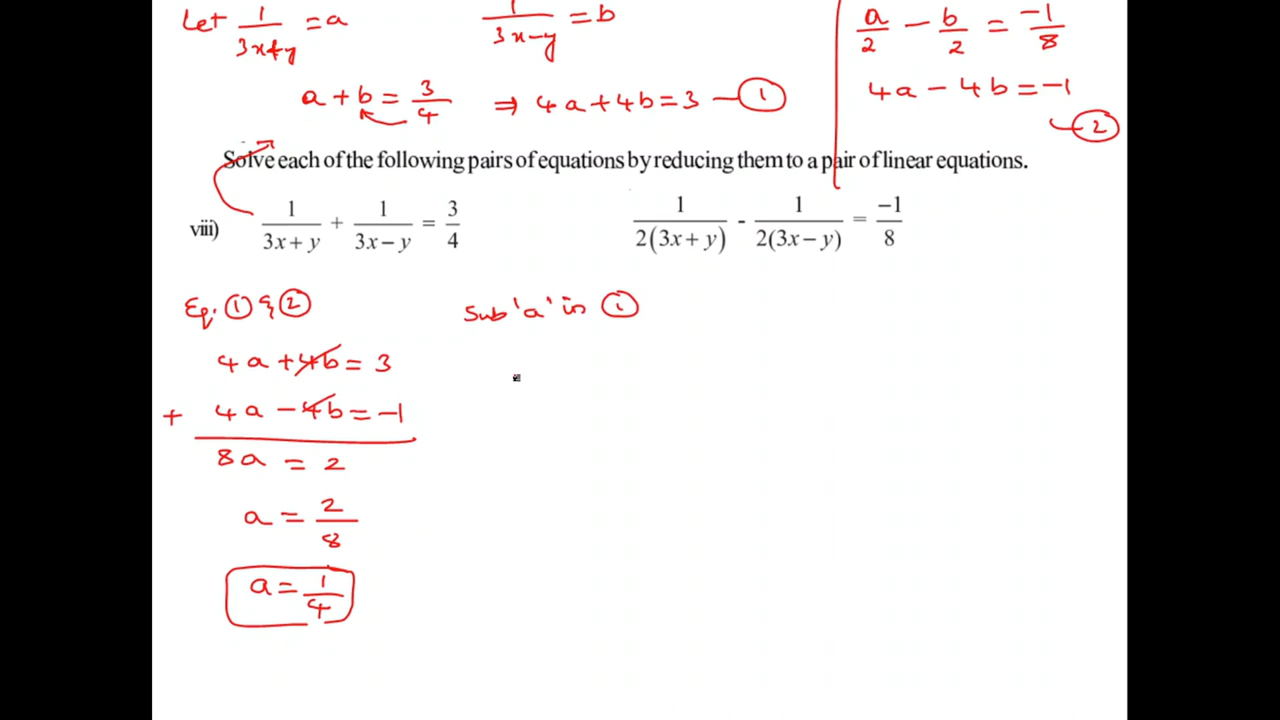 Let 1/(3x+y) = a
1/(3x-y) = b
a/2 - b/2 = -1/8
a + b = 3/4 ⇒ 4a + 4b = 3 — ①
4a - 4b = -1
②
Solve each of the following pairs of equations by reducing them to a pair of linear equations.
viii) 1/(3x+y) + 1/(3x-y) = 3/4
1/(2(3x+y)) - 1/(2(3x-y)) = -1/8
Eq. ① & ②
Sub 'a' in ①
4a + 4b = 3
+ 4a - 4b = -1
8a = 2
a = 2/8
a = 1/4